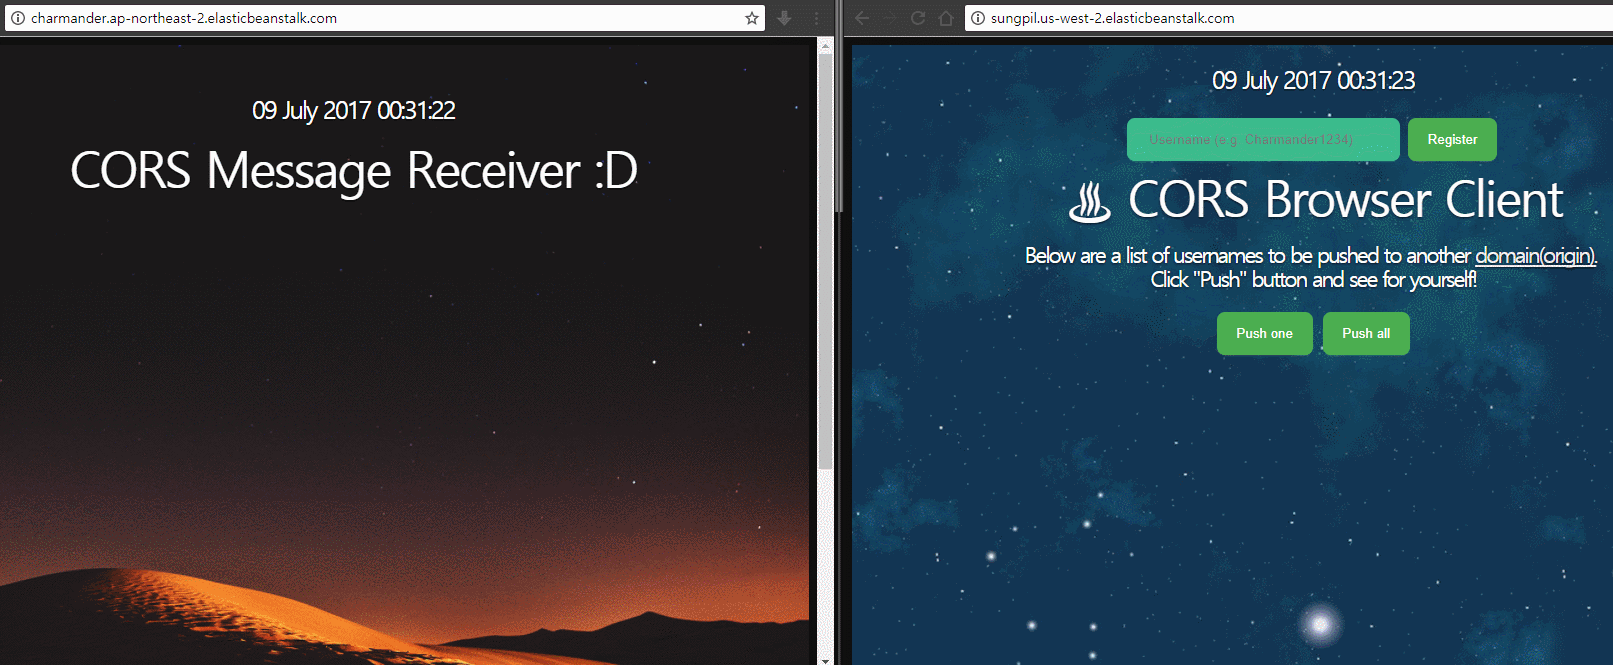 charmander.ap-northeast-2.elasticbeanstalk.com
09 July 2017 00:31:22
CORS Message Receiver :D
sungpil.us-west-2.elasticbeanstalk.com
09 July 2017 00:31:23
Username (e.g. Charmander1234)
Register
♨ CORS Browser Client
Below are a list of usernames to be pushed to another domain(origin).
Click "Push" button and see for yourself!
Push one
Push all